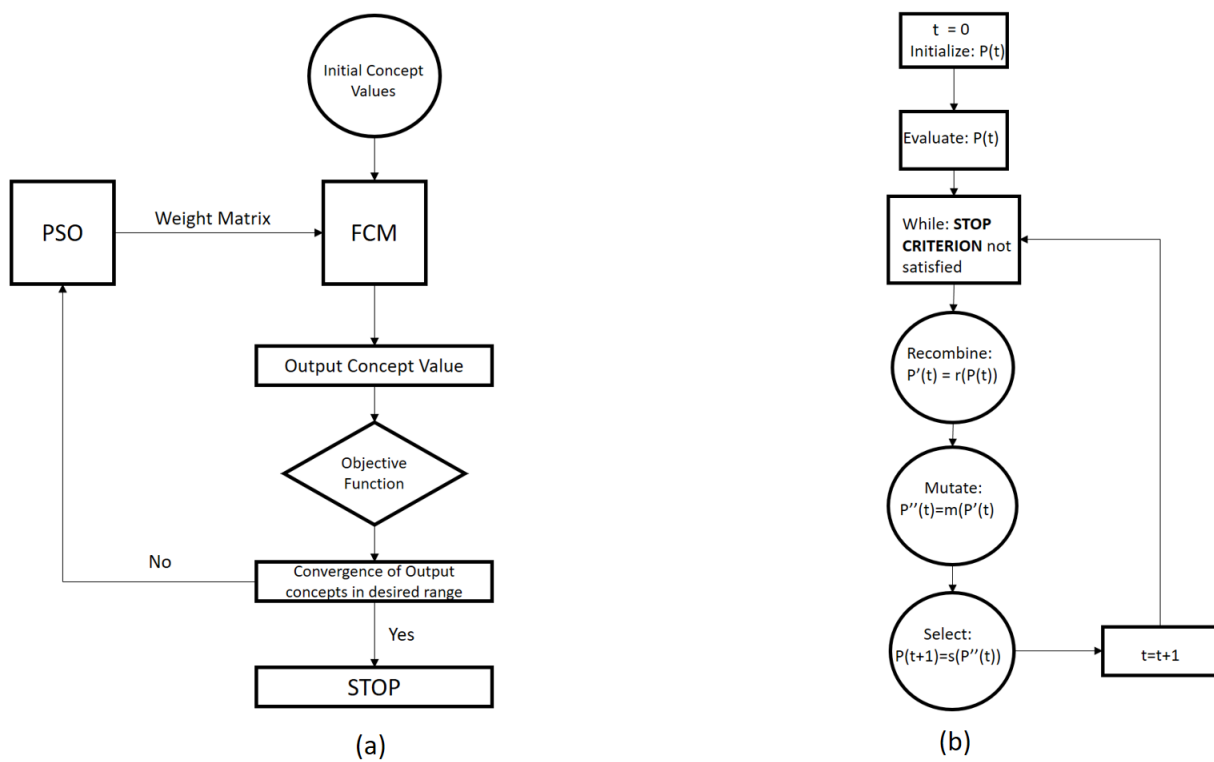 Initial Concept
Values
PSO
Weight Matrix
FCM
Output Concept Value
Objective
Function
No
Convergence of Output
concepts in desired range
Yes
STOP
(a)
t = 0
Initialize: P(t)
Evaluate: P(t)
While: STOP
CRITERION not
satisfied
Recombine:
P'(t) = r(P(t))
Mutate:
P''(t)=m(P'(t)
Select:
P(t+1)=s(P''(t))
t=t+1
(b)